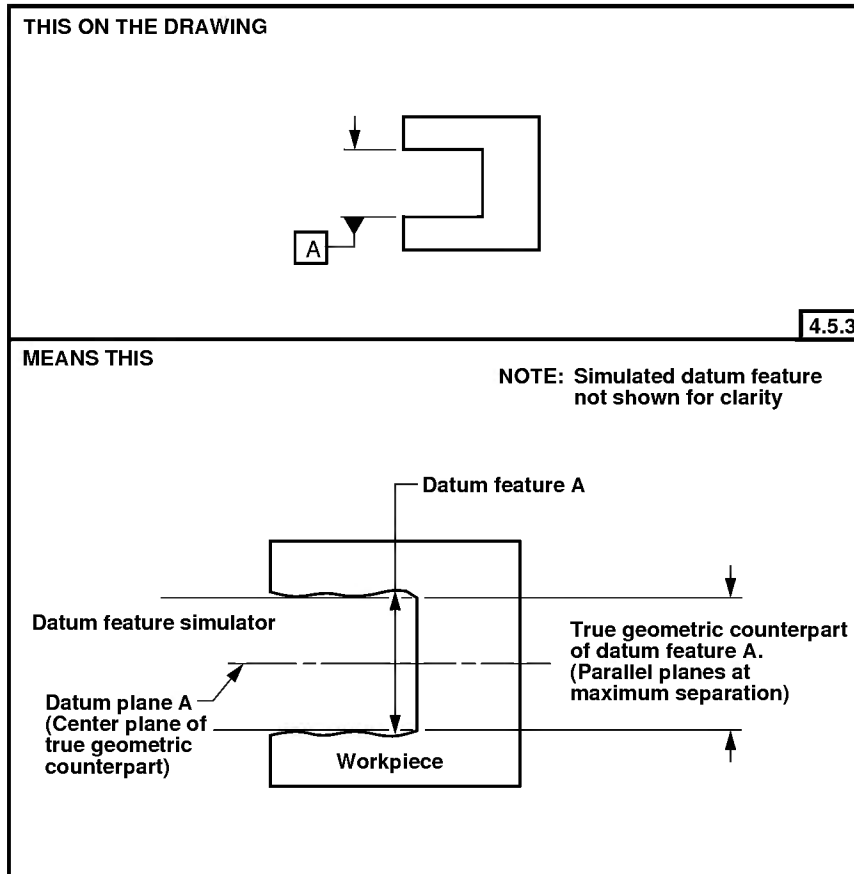 THIS ON THE DRAWING
A
4.5.3
MEANS THIS
NOTE: Simulated datum feature
not shown for clarity
Datum feature A
Datum feature simulator
True geometric counterpart
of datum feature A.
(Parallel planes at
maximum separation)
Datum plane A
(Center plane of
true geometric
counterpart)
Workpiece